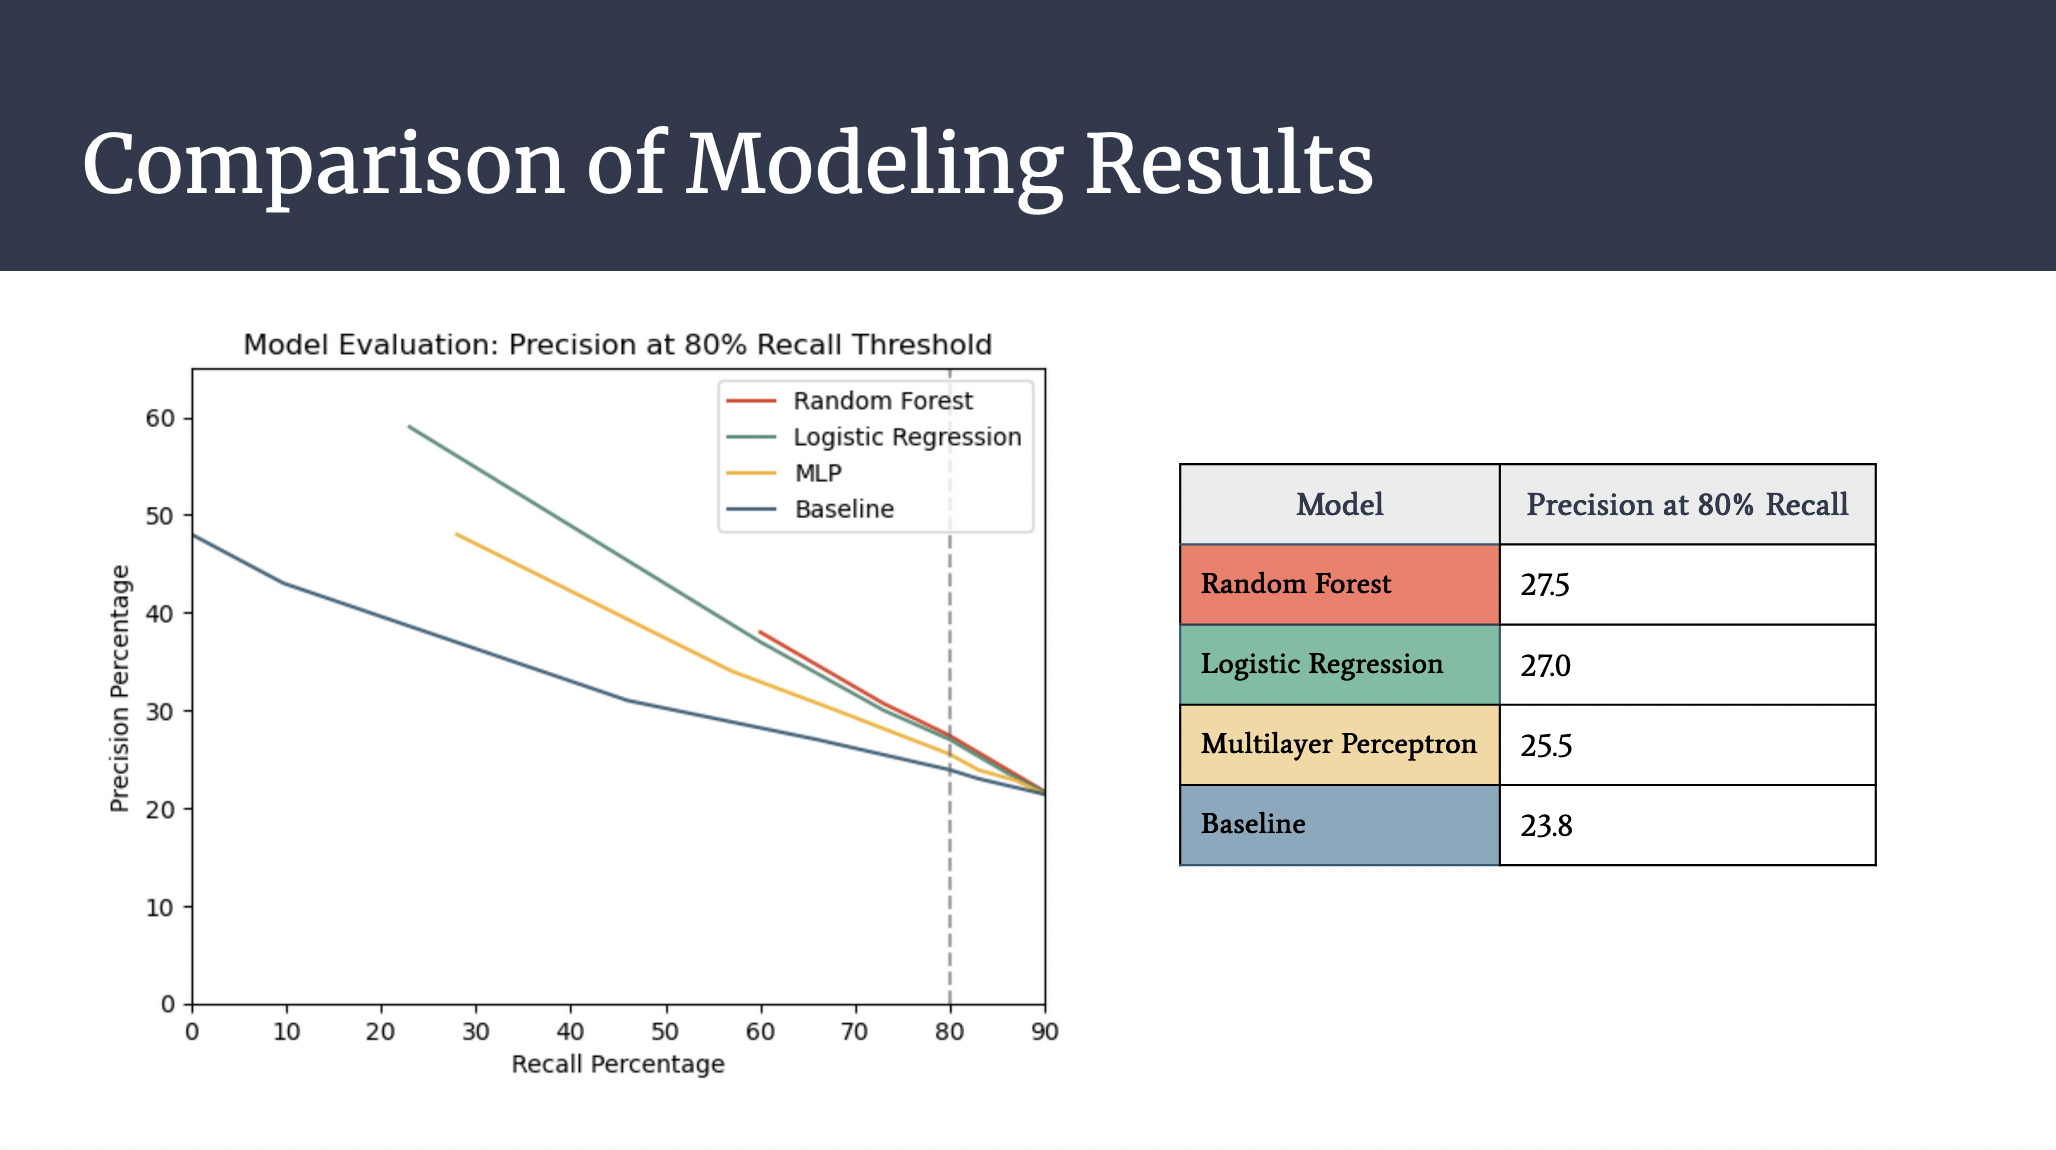 Comparison of Modeling Results
Model Evaluation: Precision at 80% Recall Threshold
Random Forest
Logistic Regression
MLP
Baseline
Precision Percentage
60
50
40
30
20
10
0
0 10 20 30 40 50 60 70 80 90
Recall Percentage
Model Precision at 80% Recall
Random Forest 27.5
Logistic Regression 27.0
Multilayer Perceptron 25.5
Baseline 23.8